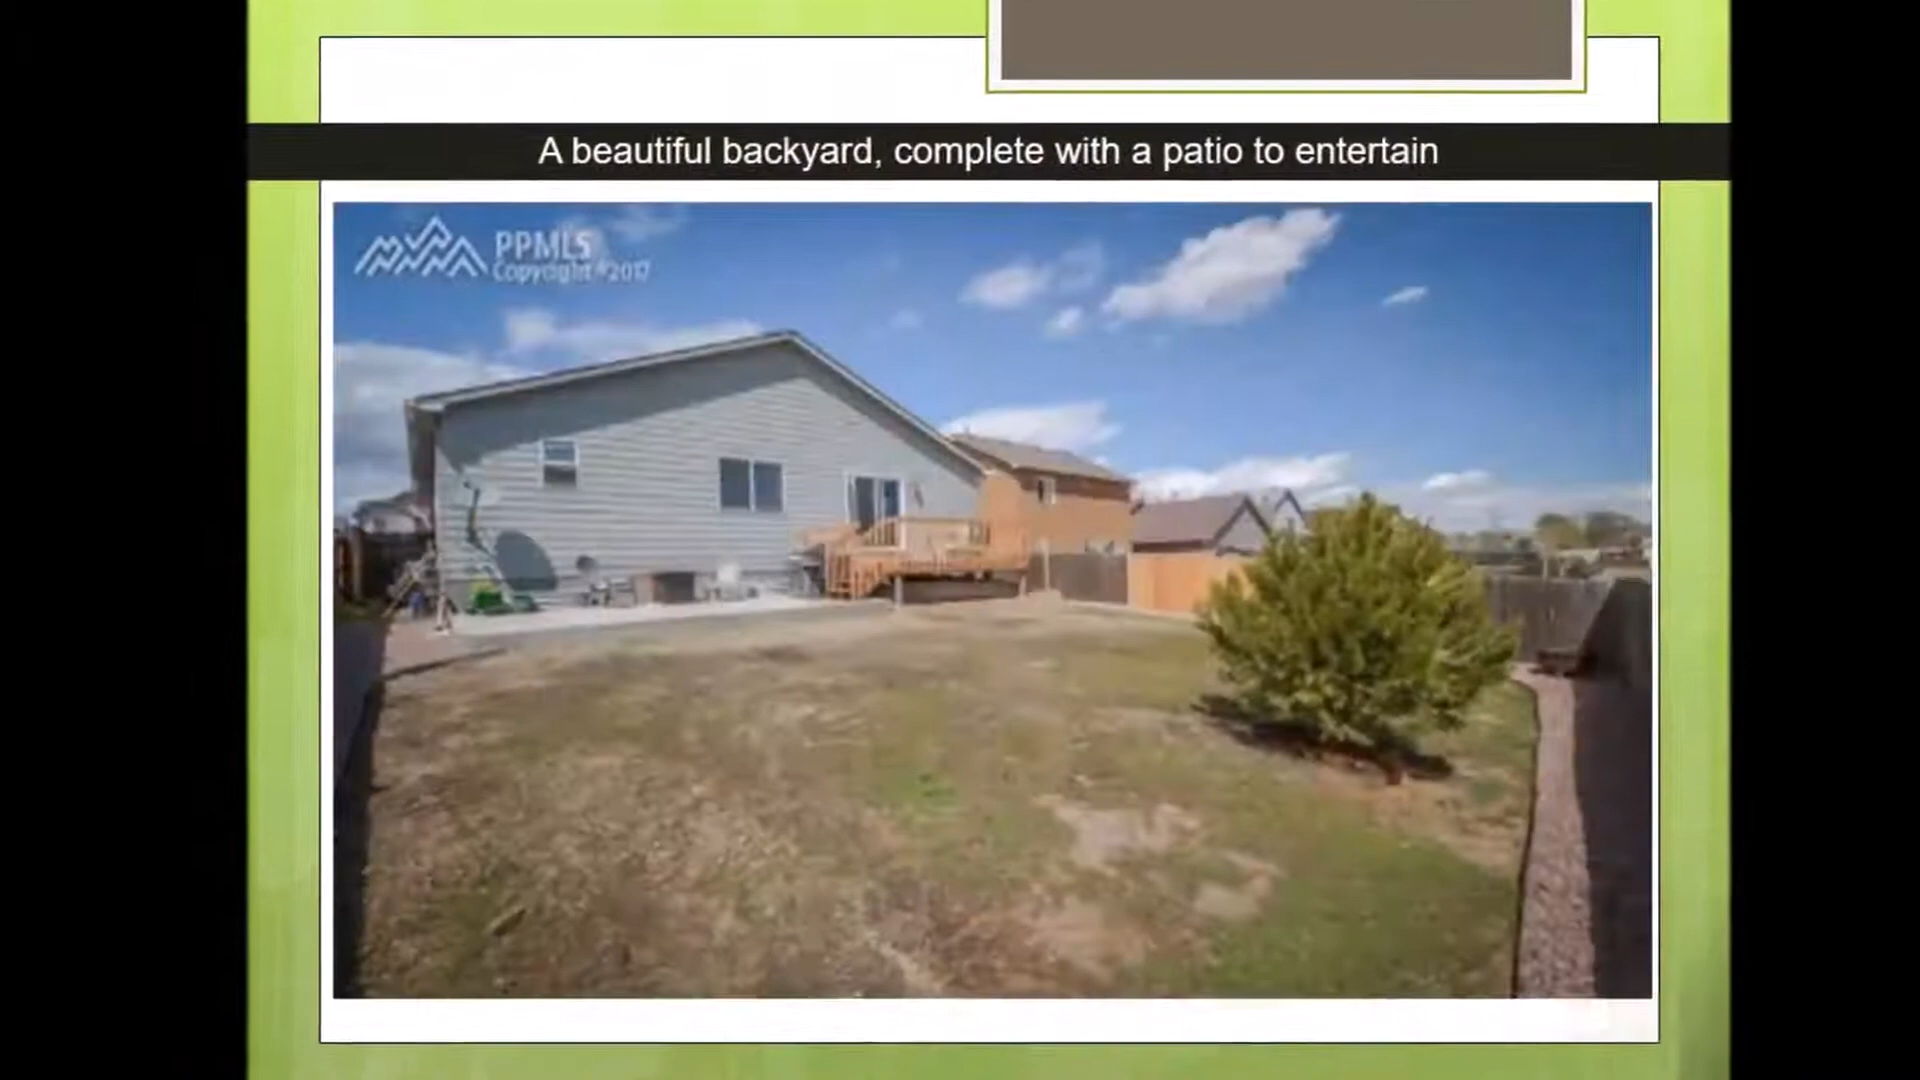 A beautiful backyard, complete with a patio to entertain
PPMLS
Copyright ©2017